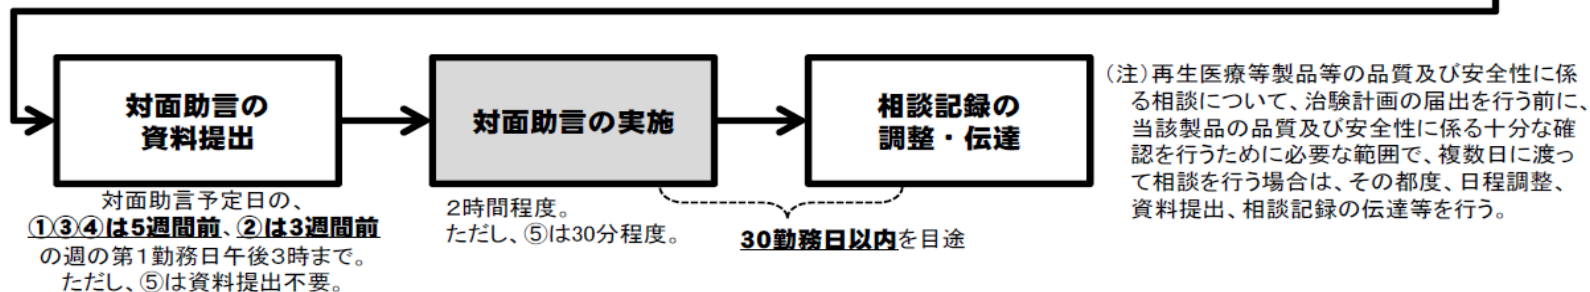 対面助言の
資料提出
対面助言予定日の、
①③④は5週間前、②は3週間前
の週の第1勤務日午後3時まで。
ただし、⑤は資料提出不要。
対面助言の実施
2時間程度。
ただし、⑤は30分程度。
相談記録の
調整・伝達
30勤務日以内を目途
(注)再生医療等製品等の品質及び安全性に係
る相談について、治験計画の届出を行う前に、
当該製品の品質及び安全性に係る十分な確
認を行うために必要な範囲で、複数日に渡っ
て相談を行う場合は、その都度、日程調整、
資料提出、相談記録の伝達等を行う。